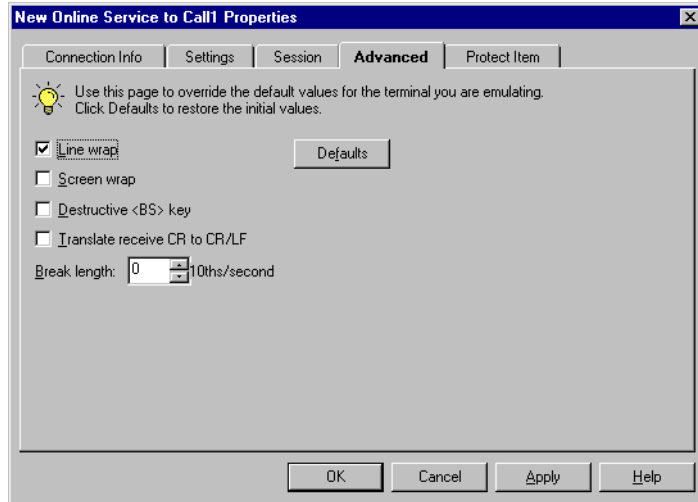 New Online Service to Call1 Properties
Connection Info Settings Session Advanced Protect Item
Use this page to override the default values for the terminal you are emulating.
Click Defaults to restore the initial values.
Line wrap Defaults
Screen wrap
Destructive <BS> key
Translate receive CR to CR/LF
Break length: 0 10ths/second
OK Cancel Apply Help